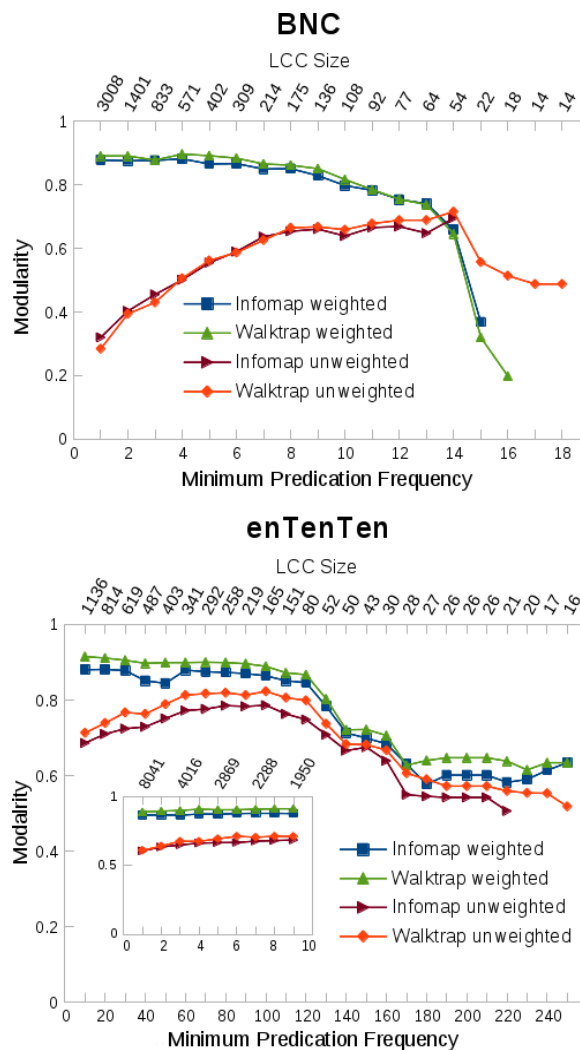 BNC
LCC Size
3008 1401 833 571 402 309 214 175 136 108 92 77 64 54 22 18 14 14
1
0.8
0.6
0.4
0.2
0
Modularity
Infomap weighted
Walktrap weighted
Infomap unweighted
Walktrap unweighted
0 2 4 6 8 10 12 14 16 18
Minimum Predication Frequency
enTenTen
LCC Size
1136 814 619 487 403 341 292 258 219 165 151 80 52 50 43 30 28 27 26 26 26 21 20 17 16
1
0.8
0.6
0.4
0.2
0
Modalrity
8041 4016 2869 2288 1950
1
0.5
0
0 2 4 6 8 10
Infomap weighted
Walktrap weighted
Infomap unweighted
Walktrap unweighted
0 20 40 60 80 100 120 140 160 180 200 220 240
Minimum Predication Frequency